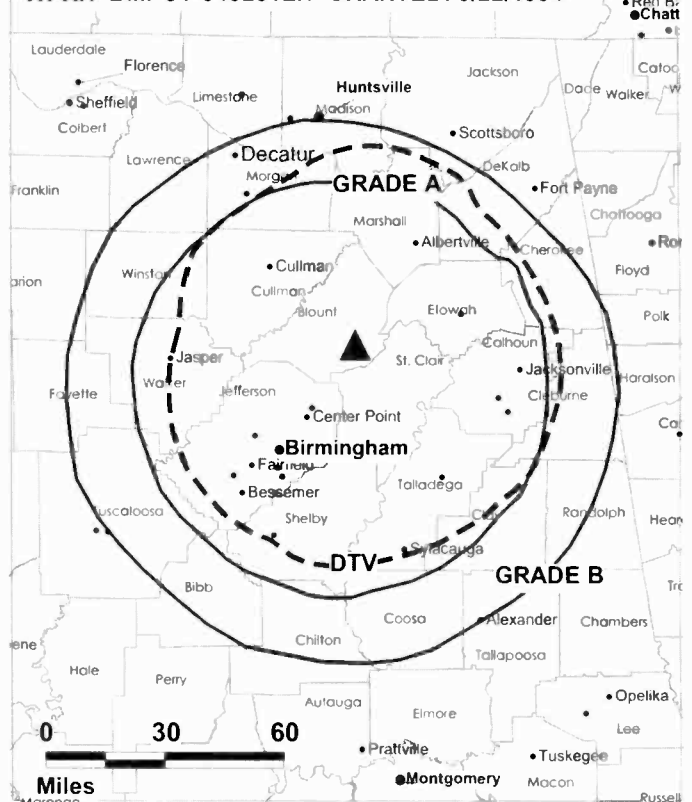 Chatt
Lauderdale
Florence
Jackson
Huntsville
Limestone
Dade
Walker
Sheffield
Madison
Colbert
Scottsboro
Decatur
Lawrence
DeKalb
Morgan
GRADE A
Fort Payne
Franklin
Chattooga
Marshall
Albertville
Cherokee
Floyd
Cullman
Winston
Cullman
Blount
Etowah
Polk
Calhoun
St. Clair
Jasper
Jacksonville
Walker
Haralson
Jefferson
Cleburne
Fayette
Center Point
Birmingham
Fairfield
Talladega
Bessemer
Tuscaloosa
Shelby
Clay
Randolph
Sylacauga
DTV
GRADE B
Bibb
Coosa
Alexander
Chambers
Chilton
Tallapoosa
Hale
Perry
Autauga
Elmore
Opelika
Lee
0 30 60
Prattville
Tuskegee
Miles
Montgomery
Macon
Russell